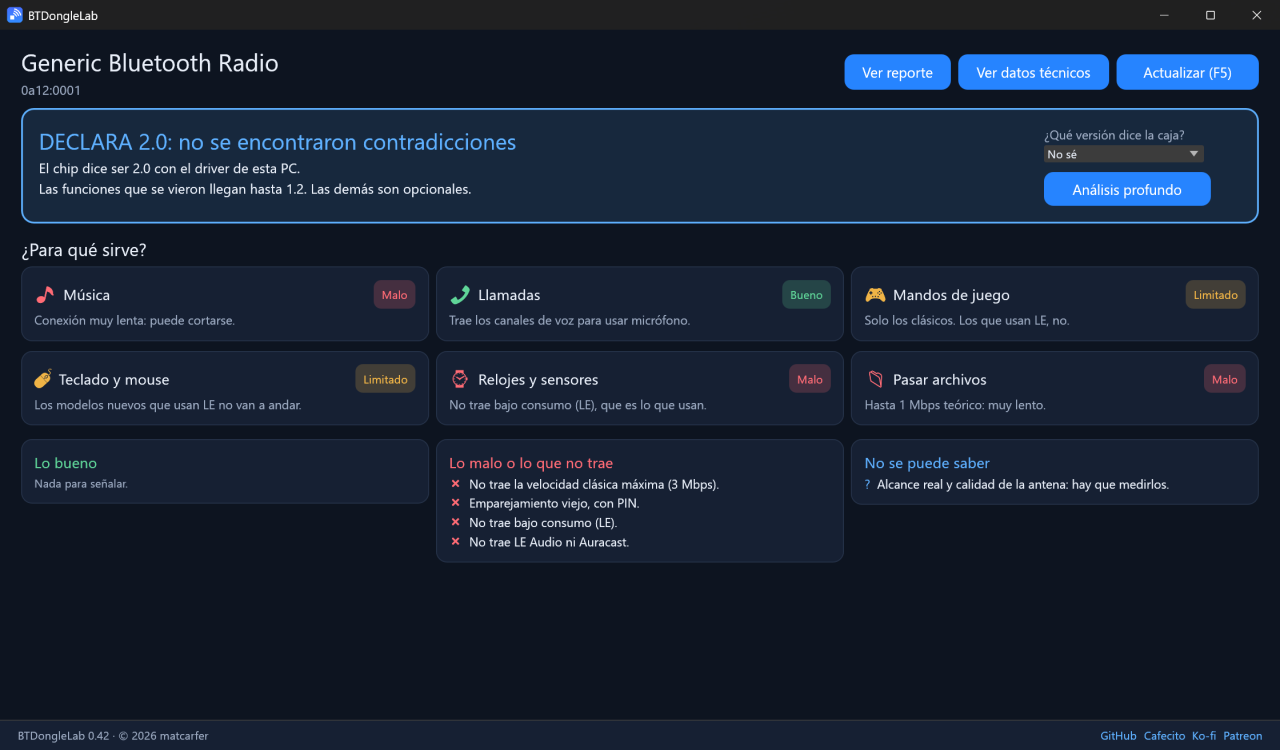 BTDongleLab
Generic Bluetooth Radio
0a12:0001
Ver reporte
Ver datos técnicos
Actualizar (F5)
DECLARA 2.0: no se encontraron contradicciones
El chip dice ser 2.0 con el driver de esta PC.
Las funciones que se vieron llegan hasta 1.2. Las demás son opcionales.
¿Qué versión dice la caja?
No sé
Análisis profundo
¿Para qué sirve?
Música
Malo
Conexión muy lenta: puede cortarse.
Llamadas
Bueno
Trae los canales de voz para usar micrófono.
Mandos de juego
Limitado
Solo los clásicos. Los que usan LE, no.
Teclado y mouse
Limitado
Los modelos nuevos que usan LE no van a andar.
Relojes y sensores
Malo
No trae bajo consumo (LE), que es lo que usan.
Pasar archivos
Malo
Hasta 1 Mbps teórico: muy lento.
Lo bueno
Nada para señalar.
Lo malo o lo que no trae
× No trae la velocidad clásica máxima (3 Mbps).
× Emparejamiento viejo, con PIN.
× No trae bajo consumo (LE).
× No trae LE Audio ni Auracast.
No se puede saber
? Alcance real y calidad de la antena: hay que medirlos.
BTDongleLab 0.42 · © 2026 matcarfer
GitHub Cafecito Ko-fi Patreon